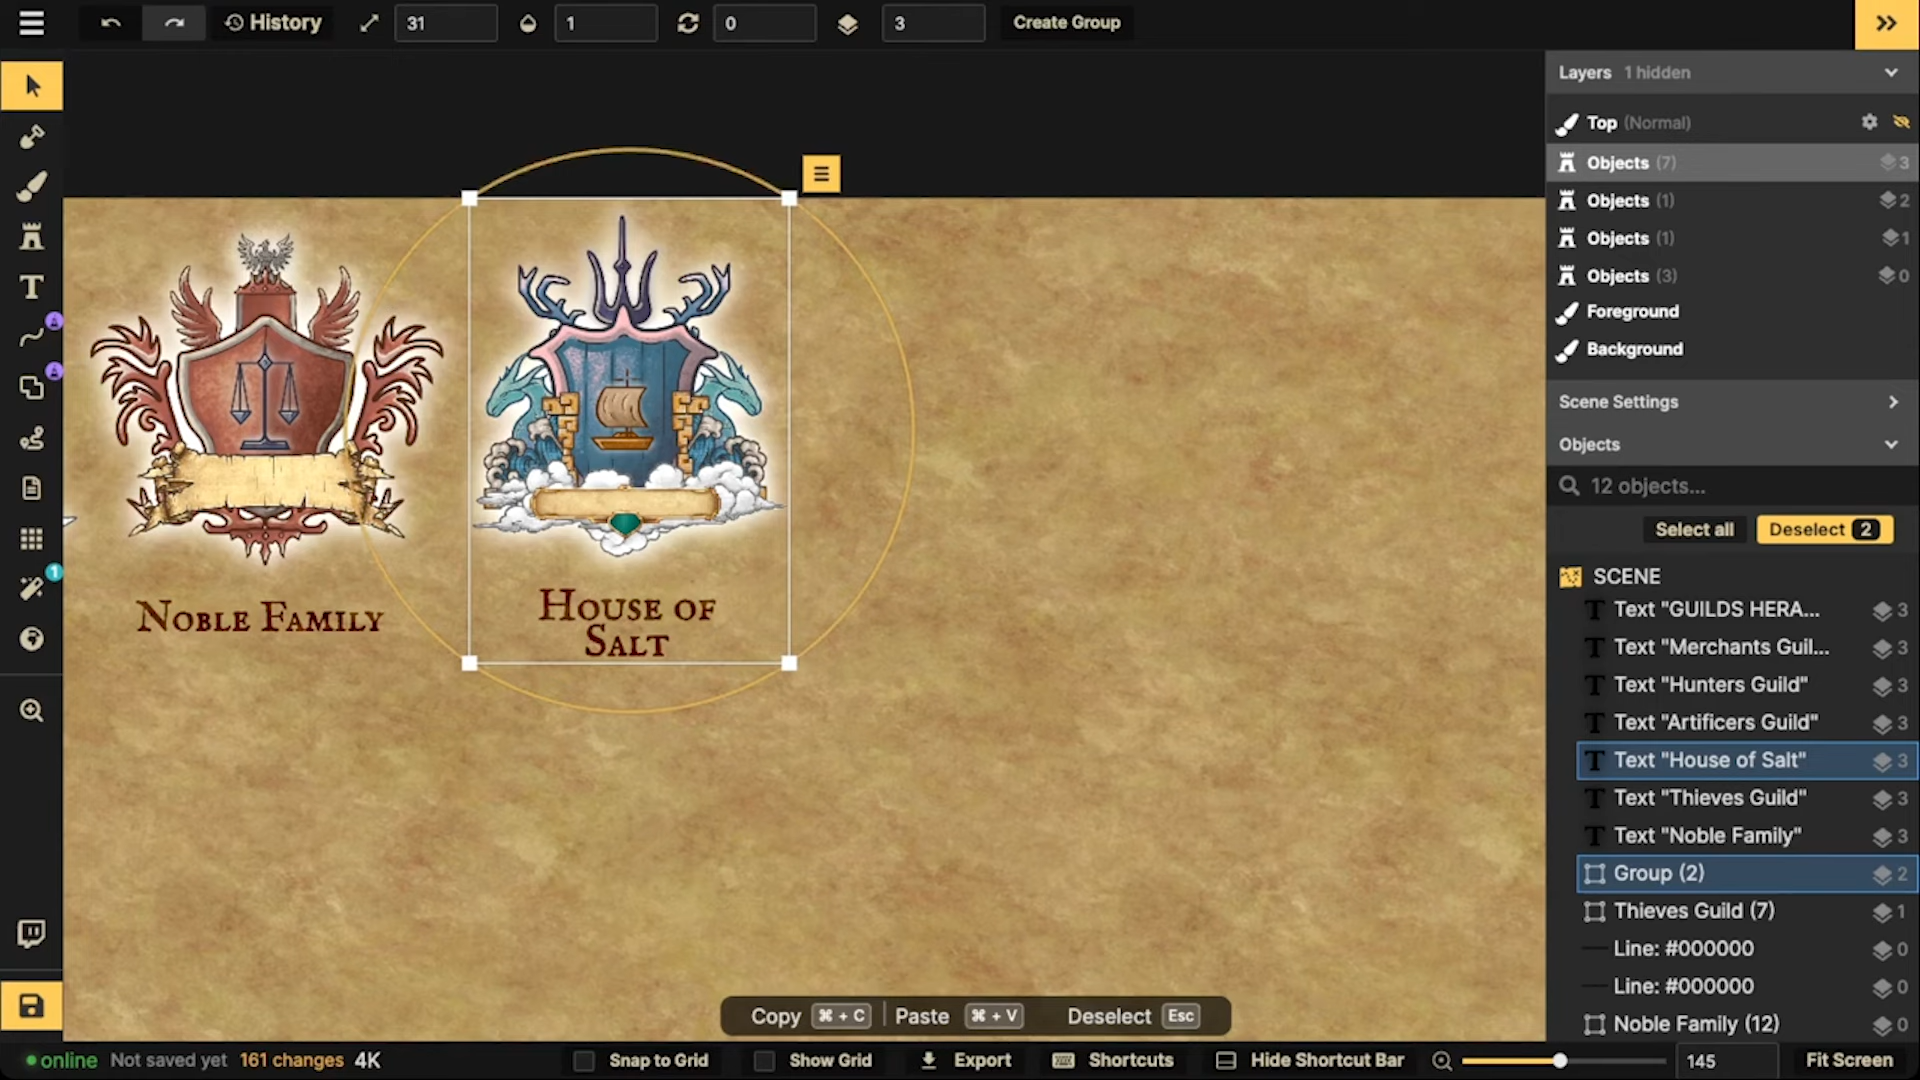 History
31
1
0
3
Create Group
Layers 1 hidden
Top (Normal)
Objects (7) 3
Objects (1) 2
Objects (1) 1
Objects (3) 0
Foreground
Background
Scene Settings
Objects
12 objects...
Select all
Deselect 2
SCENE
T Text "GUILDS HERA... 3
T Text "Merchants Guil... 3
T Text "Hunters Guild" 3
T Text "Artificers Guild" 3
T Text "House of Salt" 3
T Text "Thieves Guild" 3
T Text "Noble Family" 3
Group (2) 2
Thieves Guild (7) 1
Line: #000000 0
Line: #000000 0
Noble Family (12) 0
T
1
Noble Family
House of
Salt
Copy ⌘ + C Paste ⌘ + V Deselect Esc
online Not saved yet 161 changes 4K
Snap to Grid
Show Grid
Export
Shortcuts
Hide Shortcut Bar
145
Fit Screen